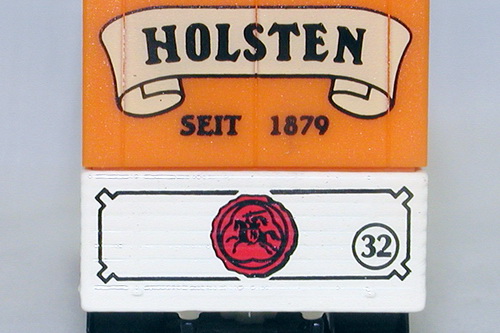 HOLSTEN
SEIT 1879
32